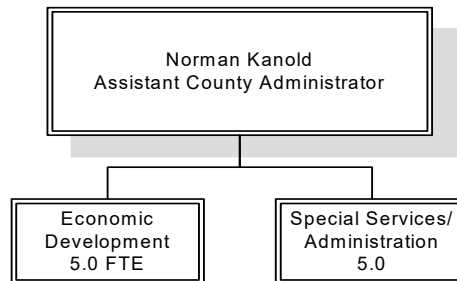 Norman Kanold
Assistant County Administrator
Economic
Development
5.0 FTE
Special Services/
Administration
5.0